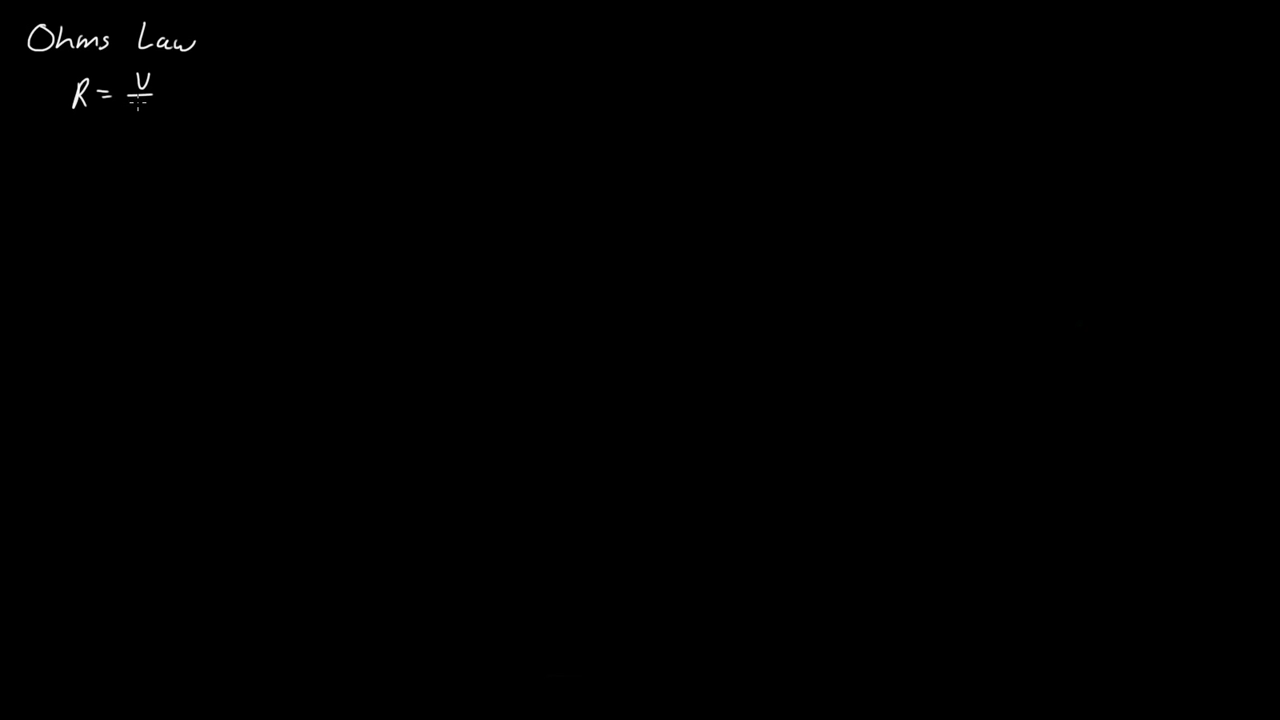 Ohms Law
R = V/